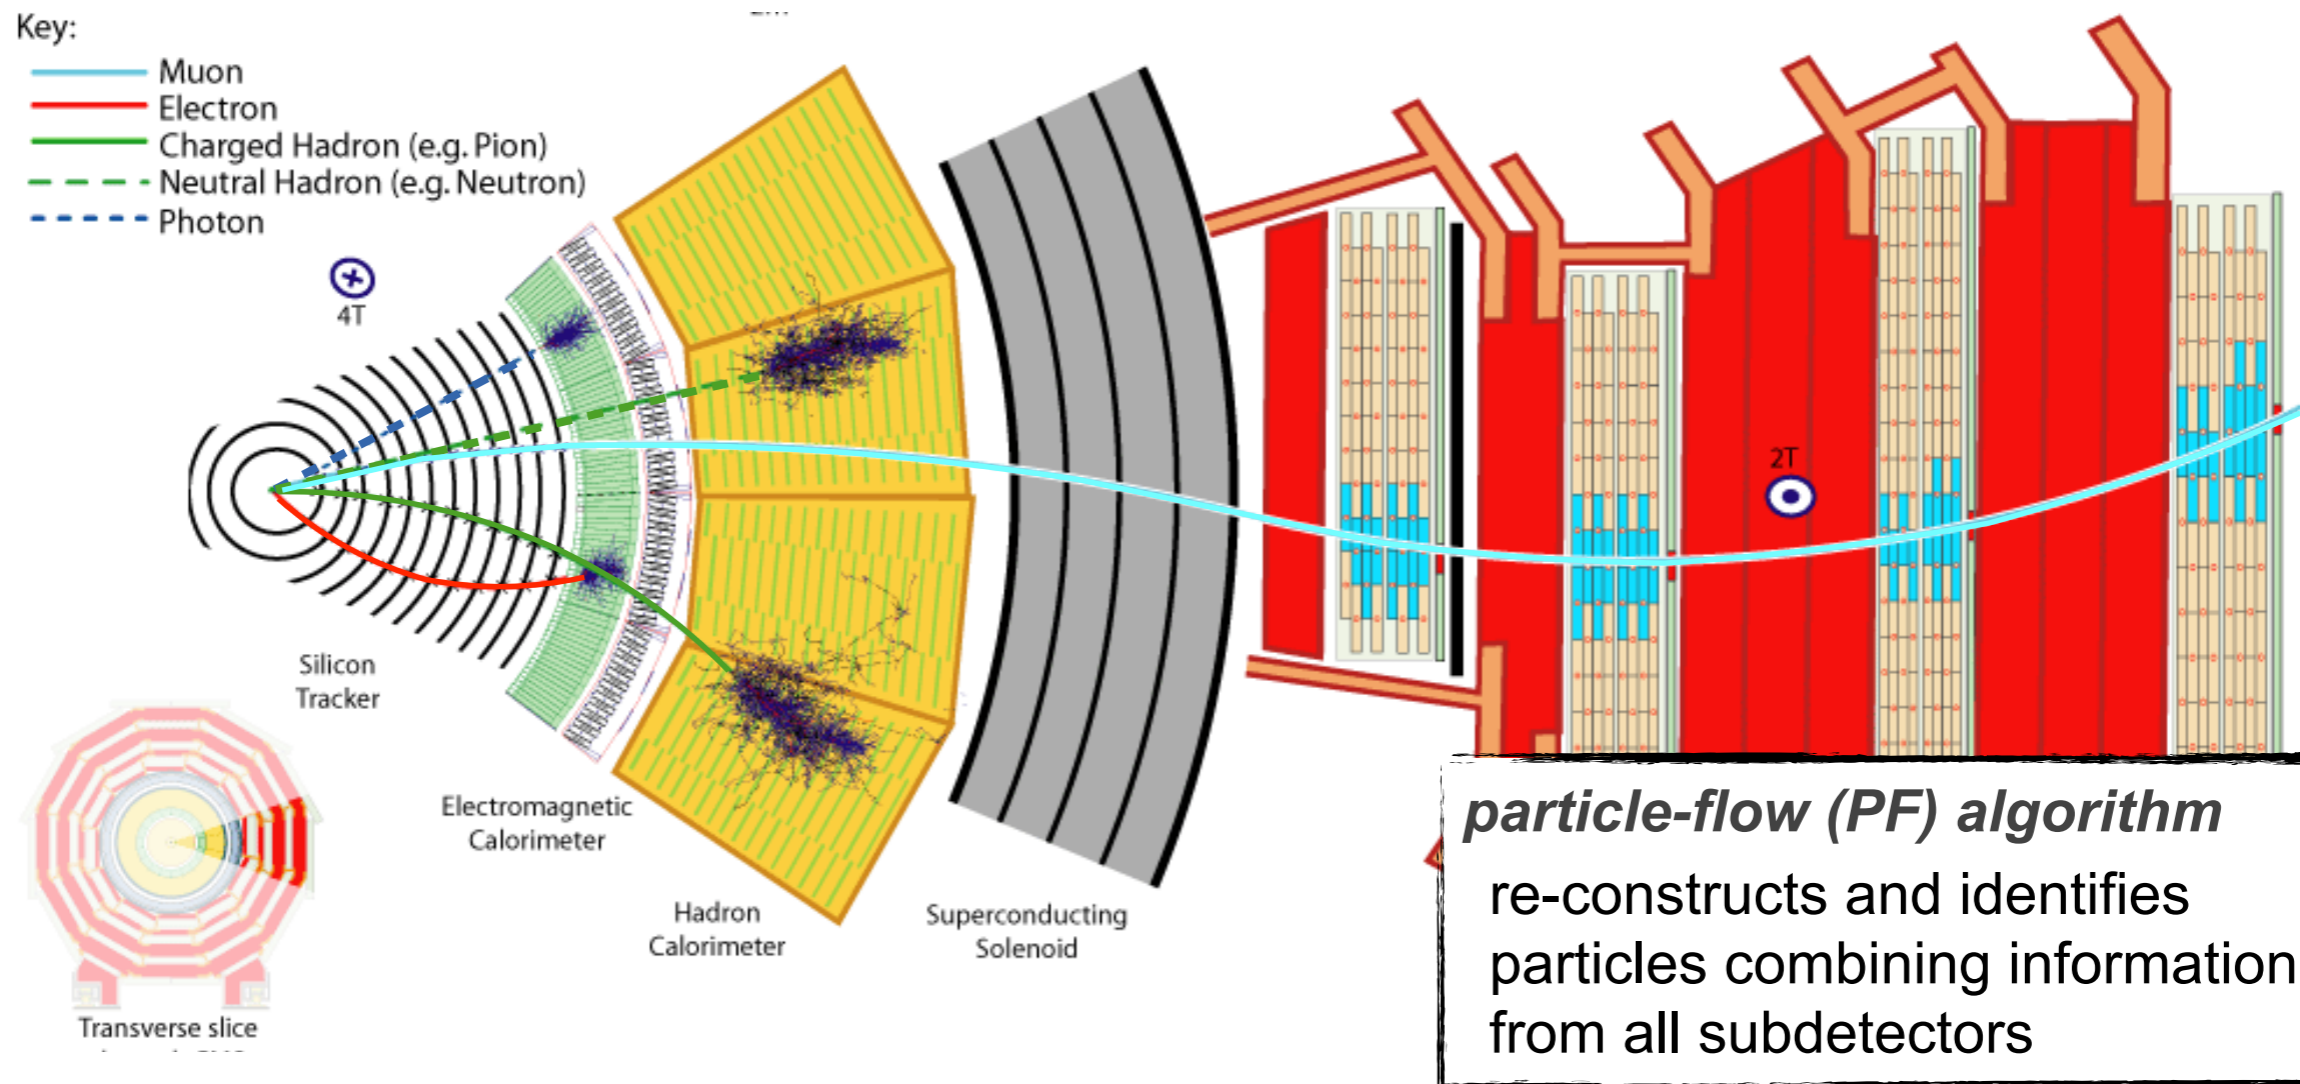 Key:
Muon
Electron
Charged Hadron (e.g. Pion)
Neutral Hadron (e.g. Neutron)
Photon
4T
2T
Silicon
Tracker
Electromagnetic
Calorimeter
Hadron
Calorimeter
Superconducting
Solenoid
Transverse slice
particle-flow (PF) algorithm
re-constructs and identifies
particles combining information
from all subdetectors